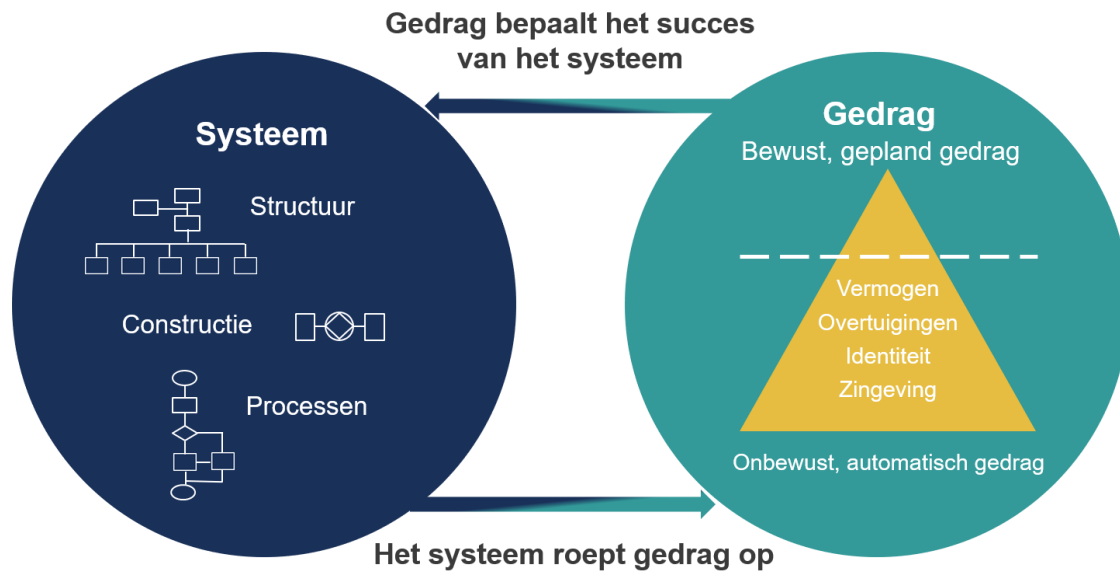 Gedrag bepaalt het succes
van het systeem
Systeem
Structuur
Constructie
Processen
Gedrag
Bewust, gepland gedrag
Vermogen
Overtuigingen
Identiteit
Zingeving
Onbewust, automatisch gedrag
Het systeem roept gedrag op